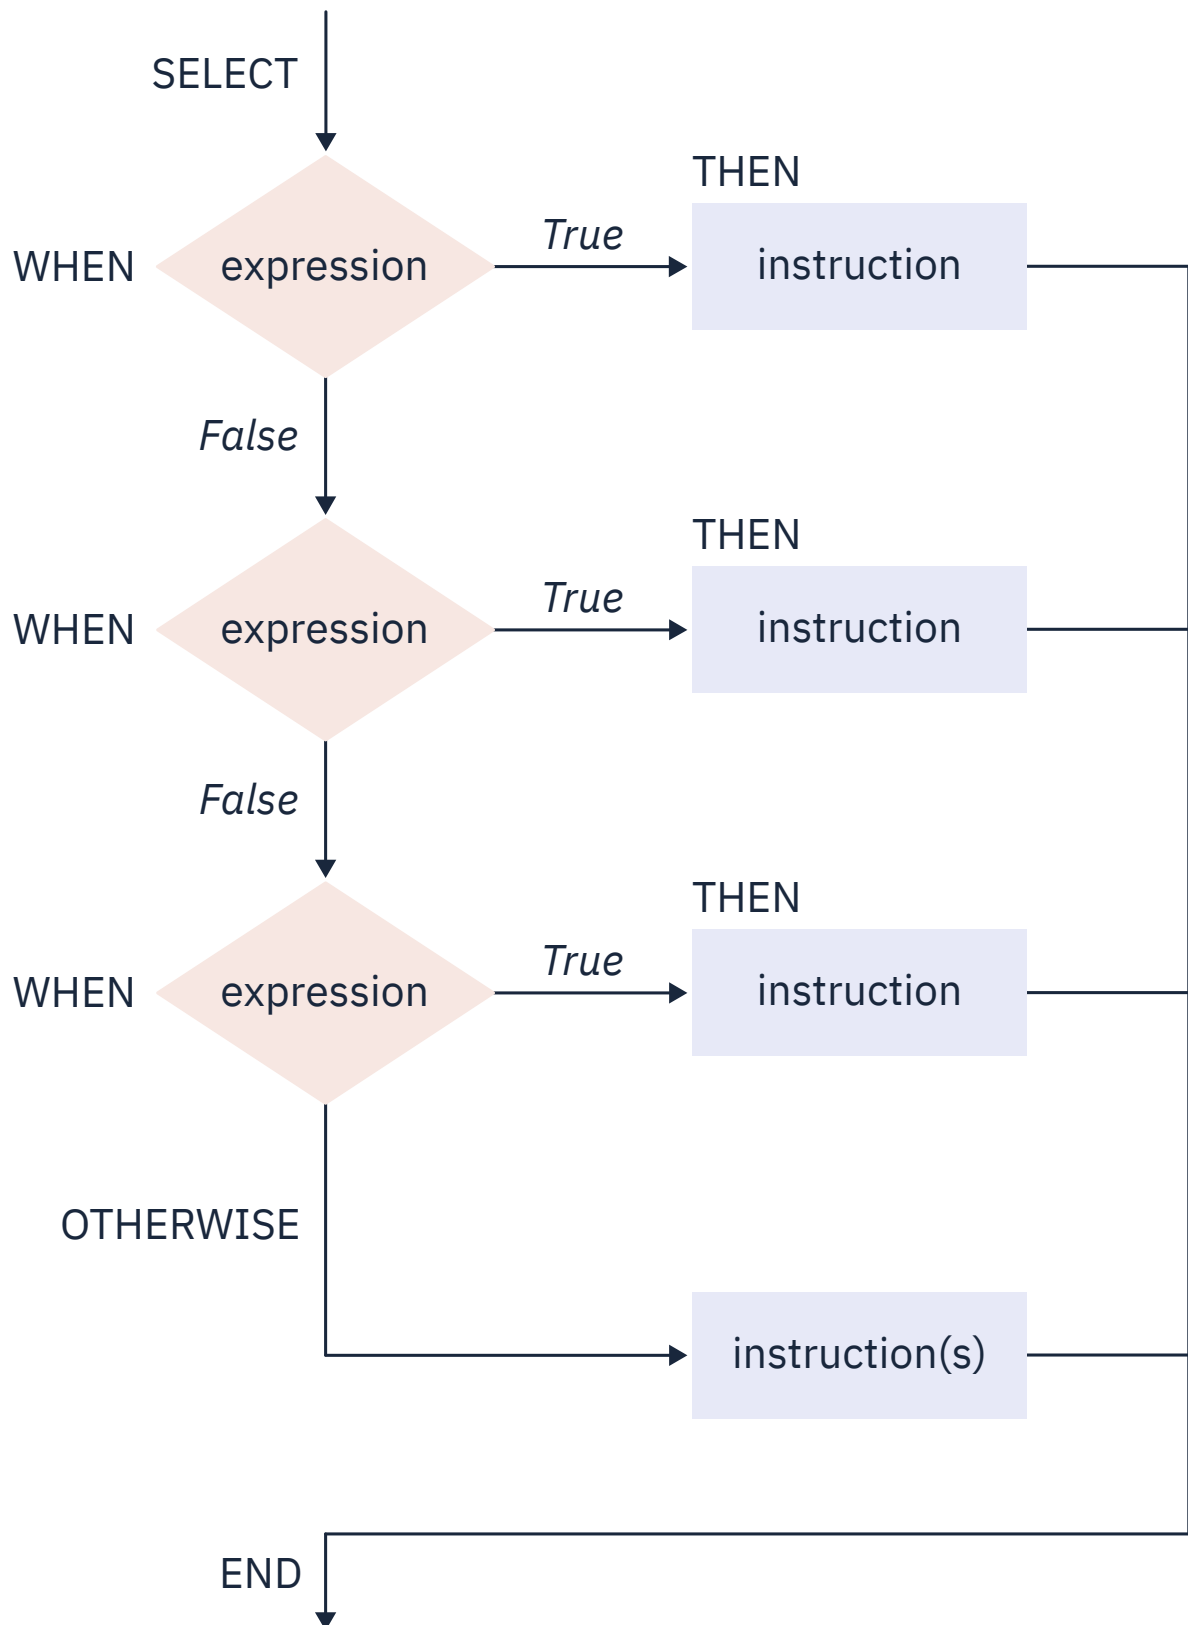 SELECT
THEN
WHEN
expression
True
instruction
False
THEN
WHEN
expression
True
instruction
False
THEN
WHEN
expression
True
instruction
OTHERWISE
instruction(s)
END